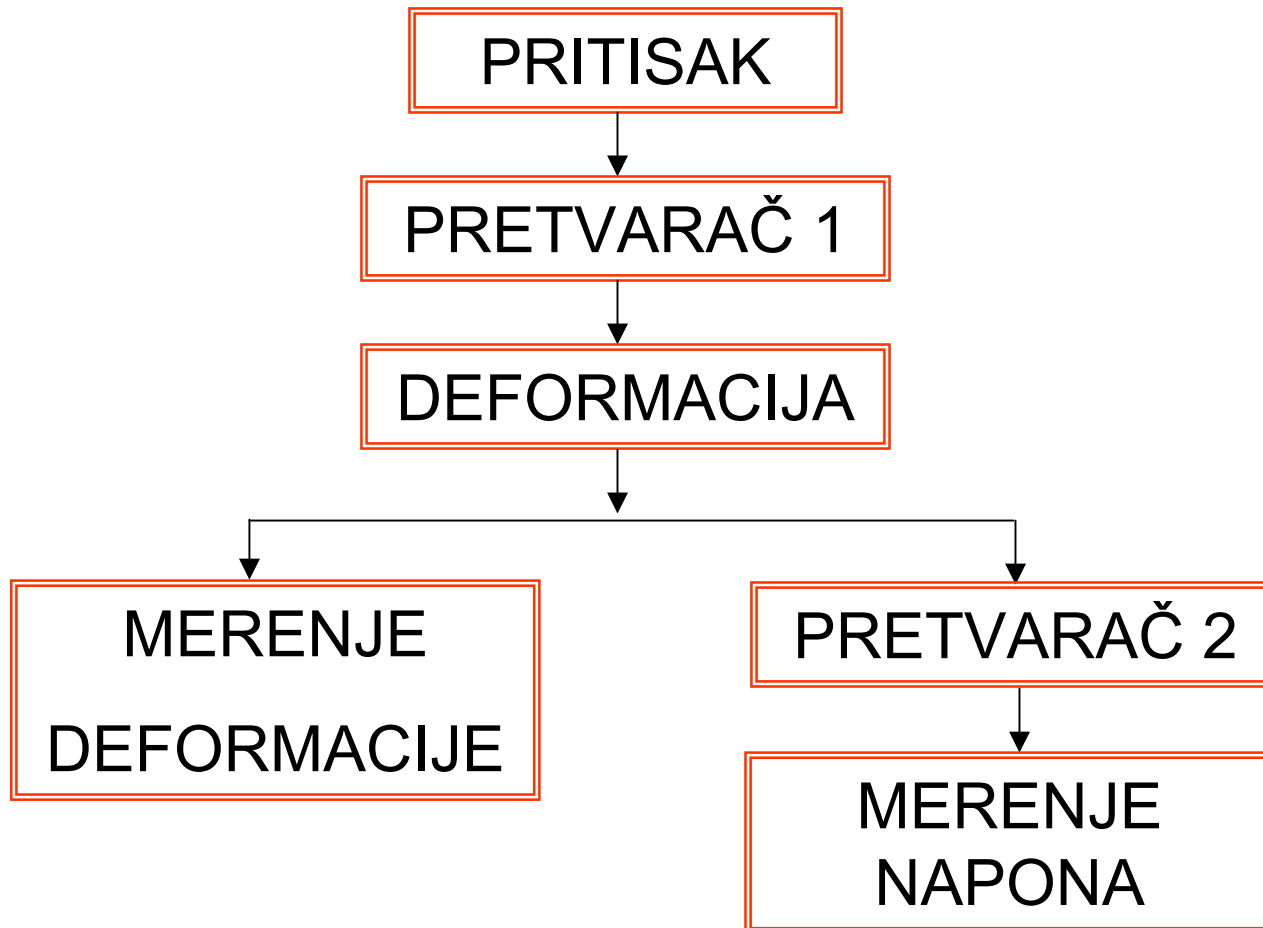 PRITISAK
PRETVARAČ 1
DEFORMACIJA
MERENJE
DEFORMACIJE
PRETVARAČ 2
MERENJE
NAPONA